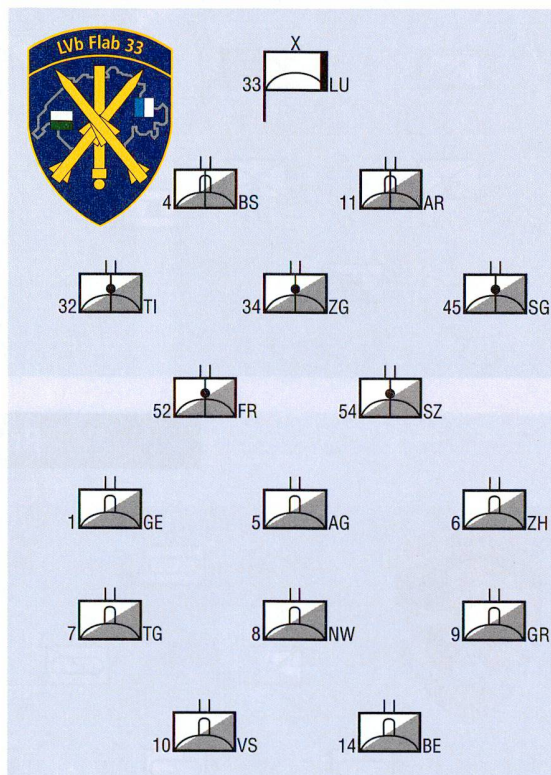 LVb Flab 33
X
33 LU
4 BS 11 AR
32 TI 34 ZG 45 SG
52 FR 54 SZ
1 GE 5 AG 6 ZH
7 TG 8 NW 9 GR
10 VS 14 BE